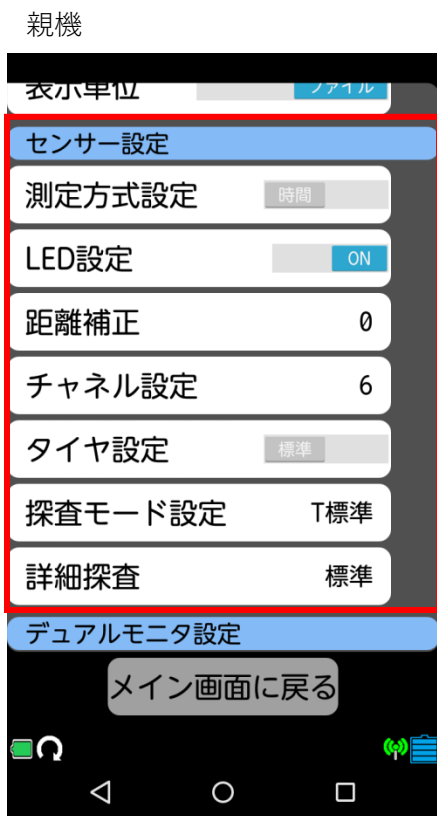 親機
表示単位 ファイル
センサー設定
測定方式設定 時間
LED設定 ON
距離補正 0
チャネル設定 6
タイヤ設定 標準
探査モード設定 T標準
詳細探査 標準
デュアルモニタ設定
メイン画面に戻る